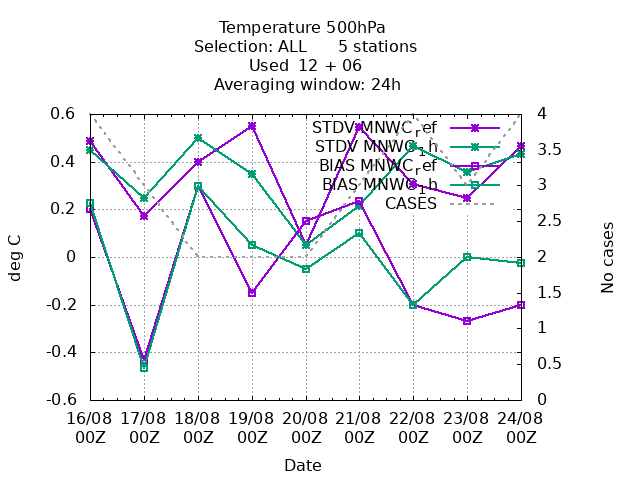 Temperature 500hPa
Selection: ALL      5 stations
Used  12 + 06
Averaging window: 24h
0.6
0.4
0.2
0
-0.2
-0.4
-0.6
deg C
4
3.5
3
2.5
2
1.5
1
0.5
0
No cases
STDV MNWC_ref
STDV MNWC_1h
BIAS MNWC_ref
BIAS MNWC_1h
CASES
16/08 17/08 18/08 19/08 20/08 21/08 22/08 23/08 24/08
00Z 00Z 00Z 00Z 00Z 00Z 00Z 00Z 00Z
Date